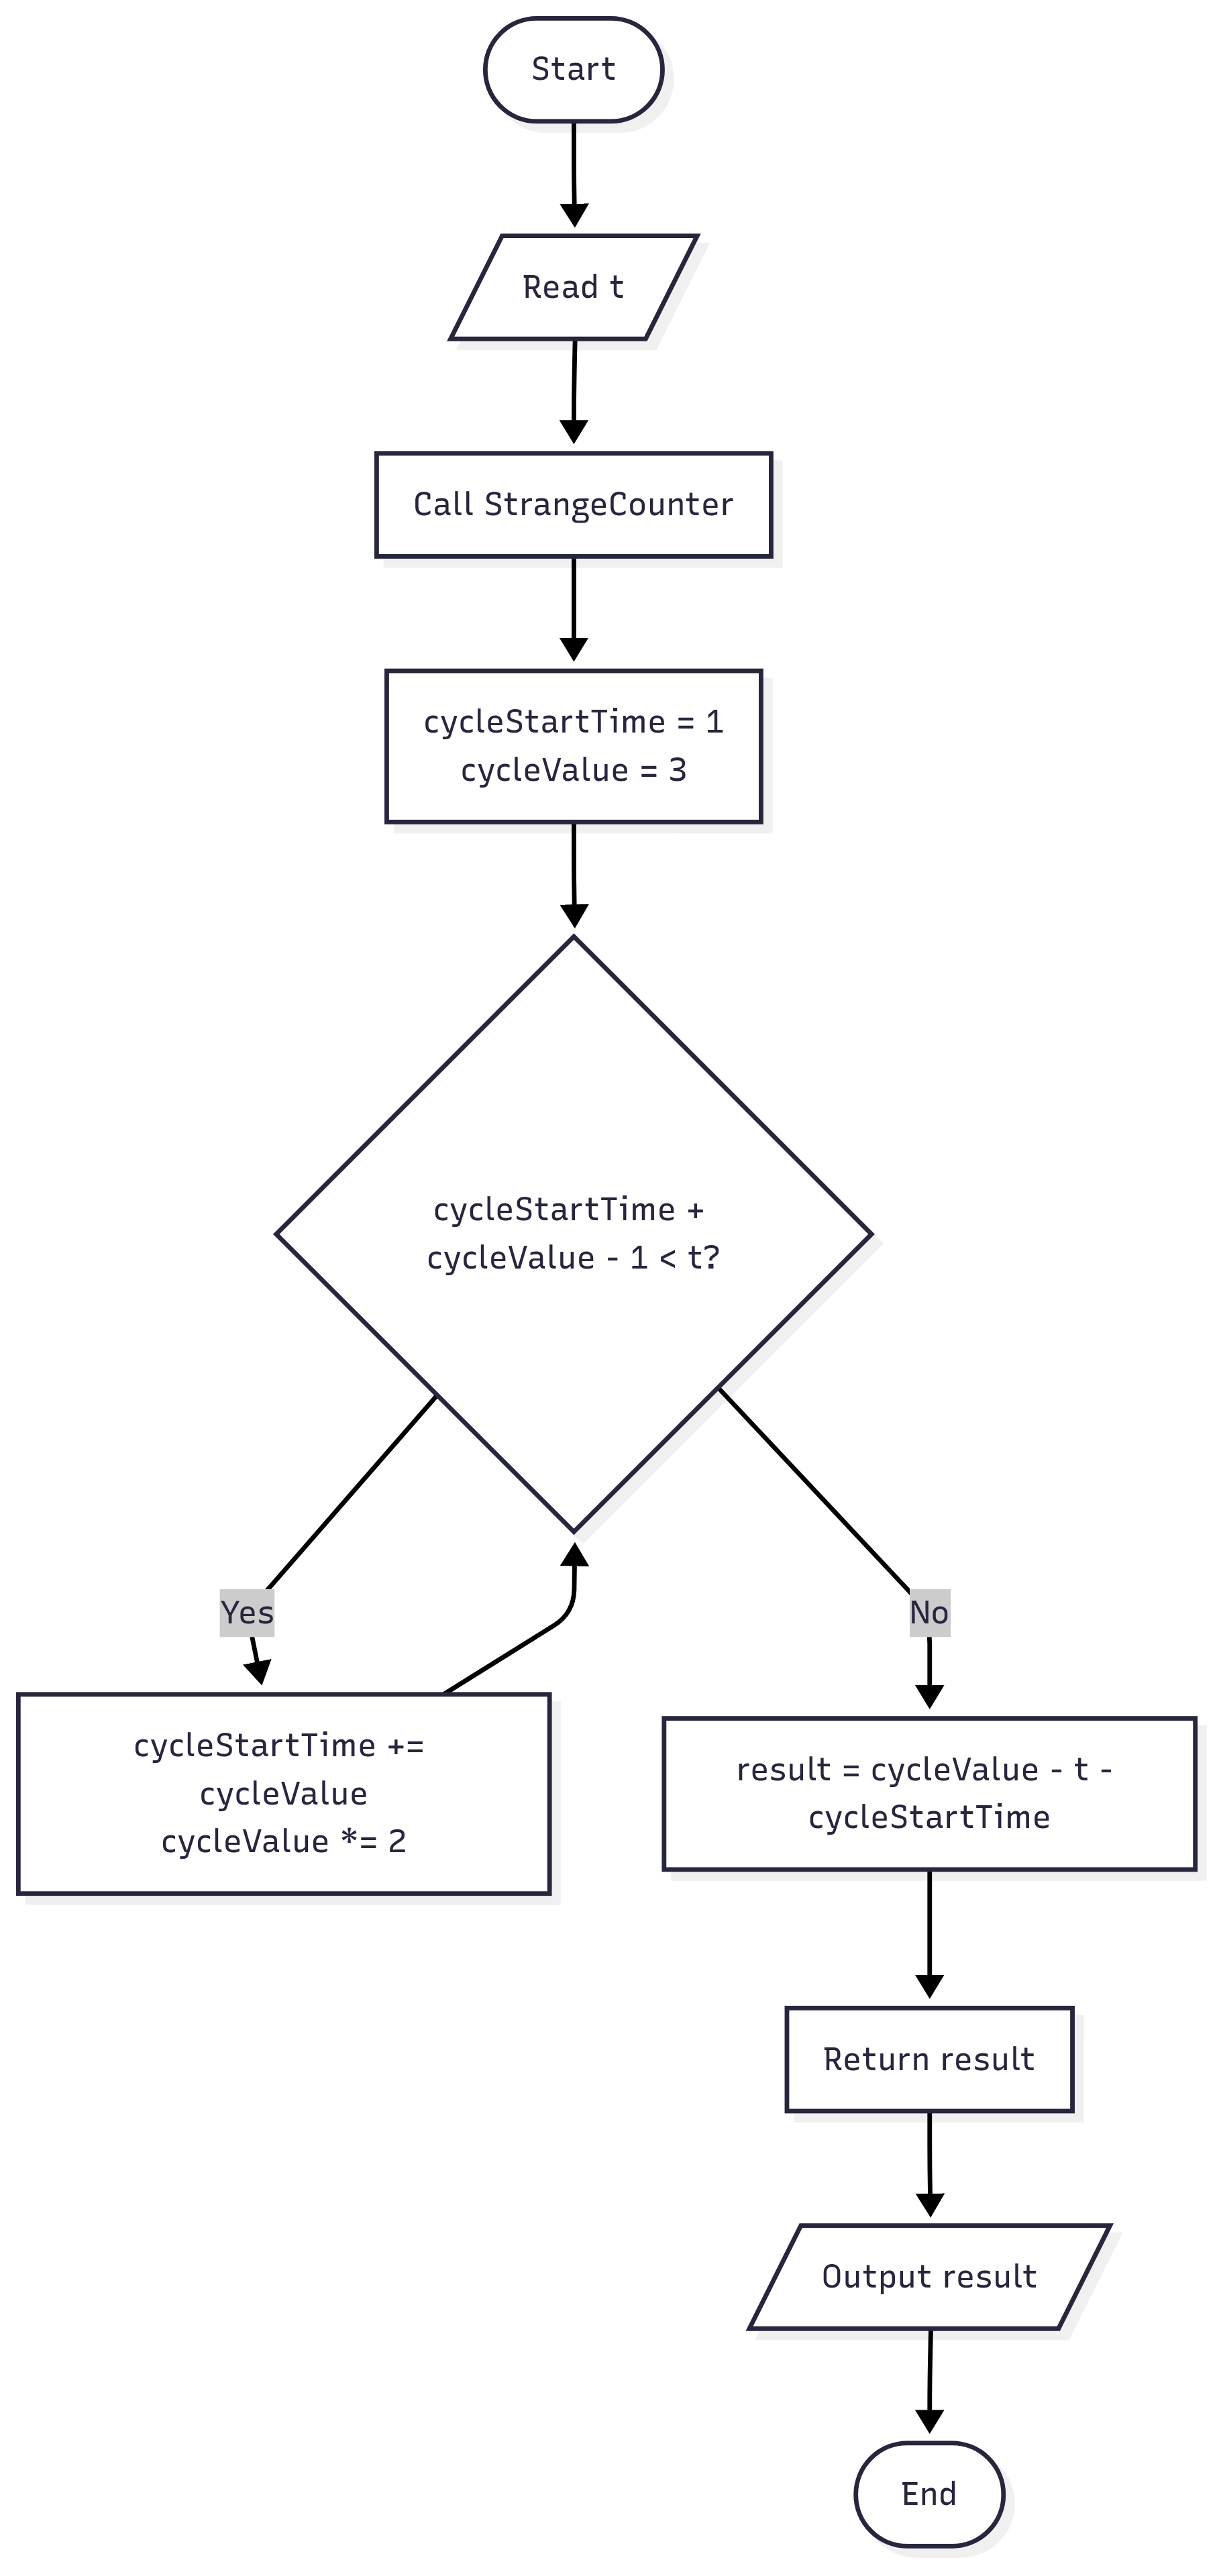 Start
Read t
Call StrangeCounter
cycleStartTime = 1
cycleValue = 3
cycleStartTime +
cycleValue - 1 < t?
Yes
No
cycleStartTime +=
cycleValue
cycleValue *= 2
result = cycleValue - t -
cycleStartTime
Return result
Output result
End